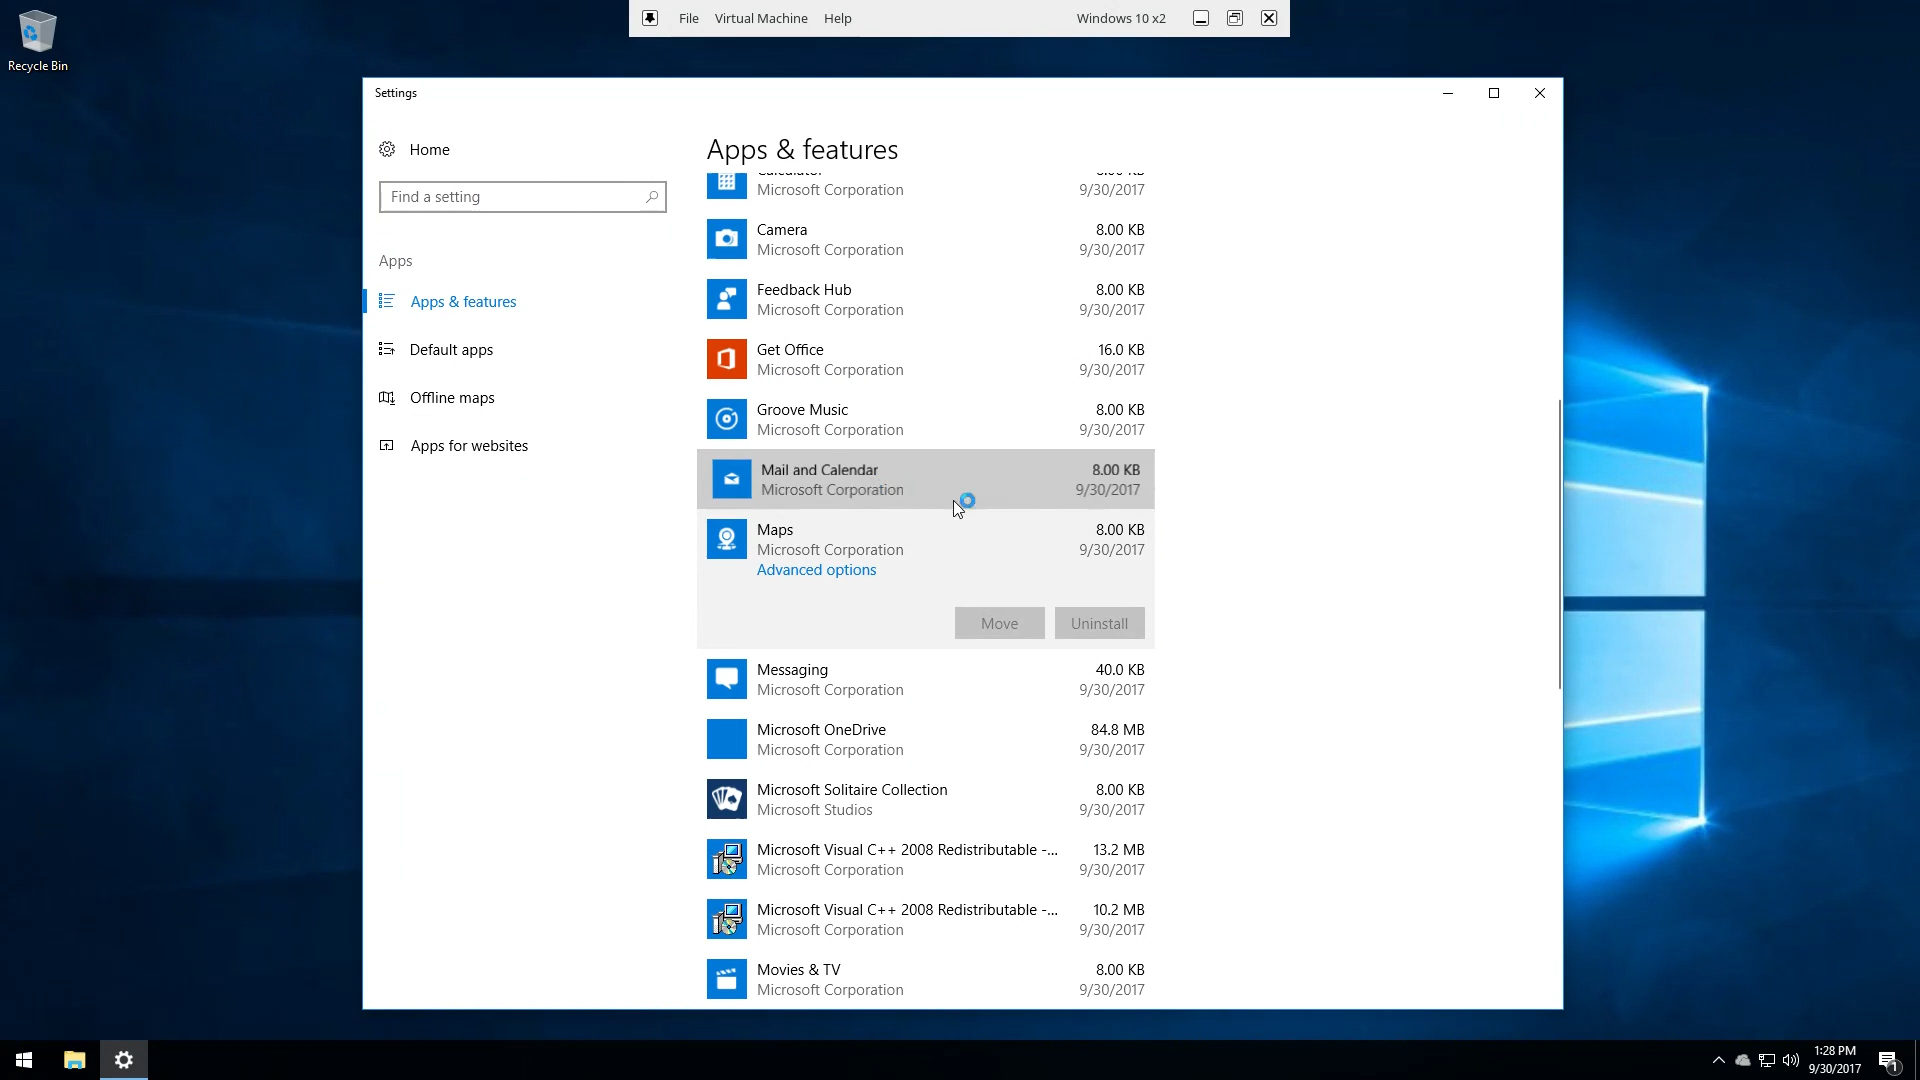 File Virtual Machine Help Windows 10 x2
Recycle Bin
Settings
Home
Find a setting
Apps
Apps & features
Default apps
Offline maps
Apps for websites
Apps & features
Calculator 8.00 KB
Microsoft Corporation 9/30/2017
Camera 8.00 KB
Microsoft Corporation 9/30/2017
Feedback Hub 8.00 KB
Microsoft Corporation 9/30/2017
Get Office 16.0 KB
Microsoft Corporation 9/30/2017
Groove Music 8.00 KB
Microsoft Corporation 9/30/2017
Mail and Calendar 8.00 KB
Microsoft Corporation 9/30/2017
Maps 8.00 KB
Microsoft Corporation 9/30/2017
Advanced options
Move Uninstall
Messaging 40.0 KB
Microsoft Corporation 9/30/2017
Microsoft OneDrive 84.8 MB
Microsoft Corporation 9/30/2017
Microsoft Solitaire Collection 8.00 KB
Microsoft Studios 9/30/2017
Microsoft Visual C++ 2008 Redistributable -... 13.2 MB
Microsoft Corporation 9/30/2017
Microsoft Visual C++ 2008 Redistributable -... 10.2 MB
Microsoft Corporation 9/30/2017
Movies & TV 8.00 KB
Microsoft Corporation 9/30/2017
1:28 PM
9/30/2017
1